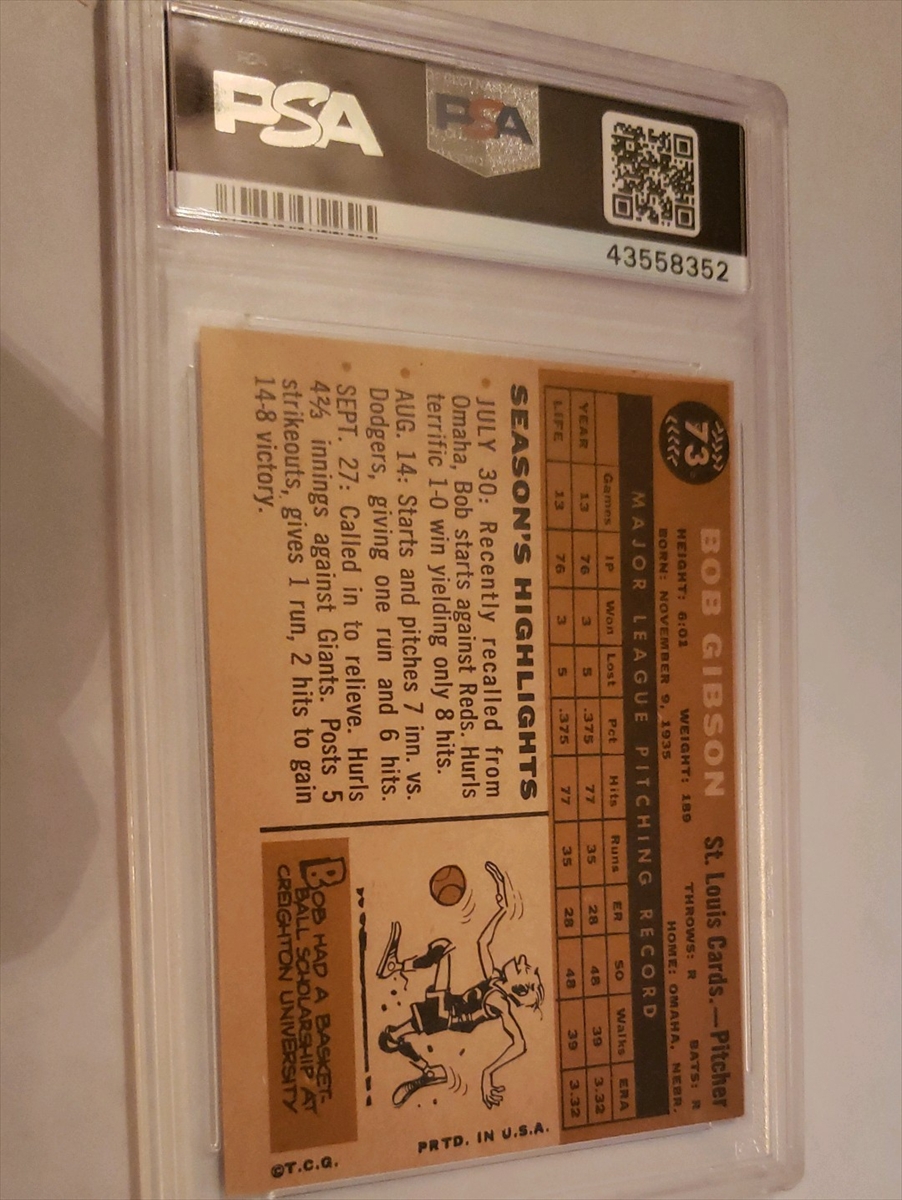 PSA
PSA
43558352
73
BOB GIBSON St. Louis Cards.—Pitcher
HEIGHT: 6:01 WEIGHT: 189 THROWS: R BATS: R
BORN: NOVEMBER 9, 1935 HOME: OMAHA, NEBR.
MAJOR LEAGUE PITCHING RECORD
Games IP Won Lost Pct Hits Runs ER SO Walks ERA
YEAR 13 76 3 5 .375 77 35 28 48 39 3.32
LIFE 13 76 3 5 .375 77 35 28 48 39 3.32
SEASON'S HIGHLIGHTS
• JULY 30: Recently recalled from
Omaha, Bob starts against Reds. Hurls
terrific 1-0 win yielding only 8 hits.
• AUG. 14: Starts and pitches 7 inn. vs.
Dodgers, giving one run and 6 hits.
• SEPT. 27: Called in to relieve. Hurls
4⅔ innings against Giants. Posts 5
strikeouts, gives 1 run, 2 hits to gain
14-8 victory.
BOB HAD A BASKET-
BALL SCHOLARSHIP AT
CREIGHTON UNIVERSITY
PRTD. IN U.S.A.
©T.C.G.